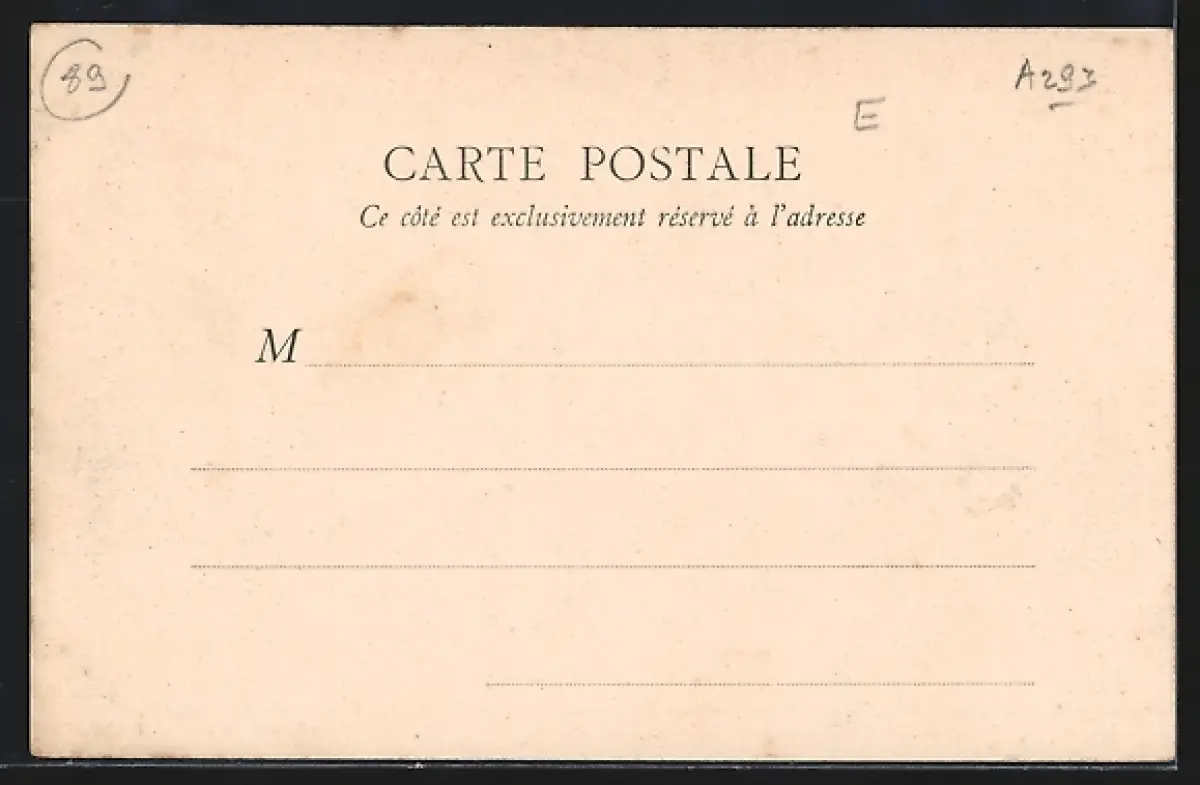 89
A293
E
CARTE POSTALE
Ce côté est exclusivement réservé à l'adresse
M